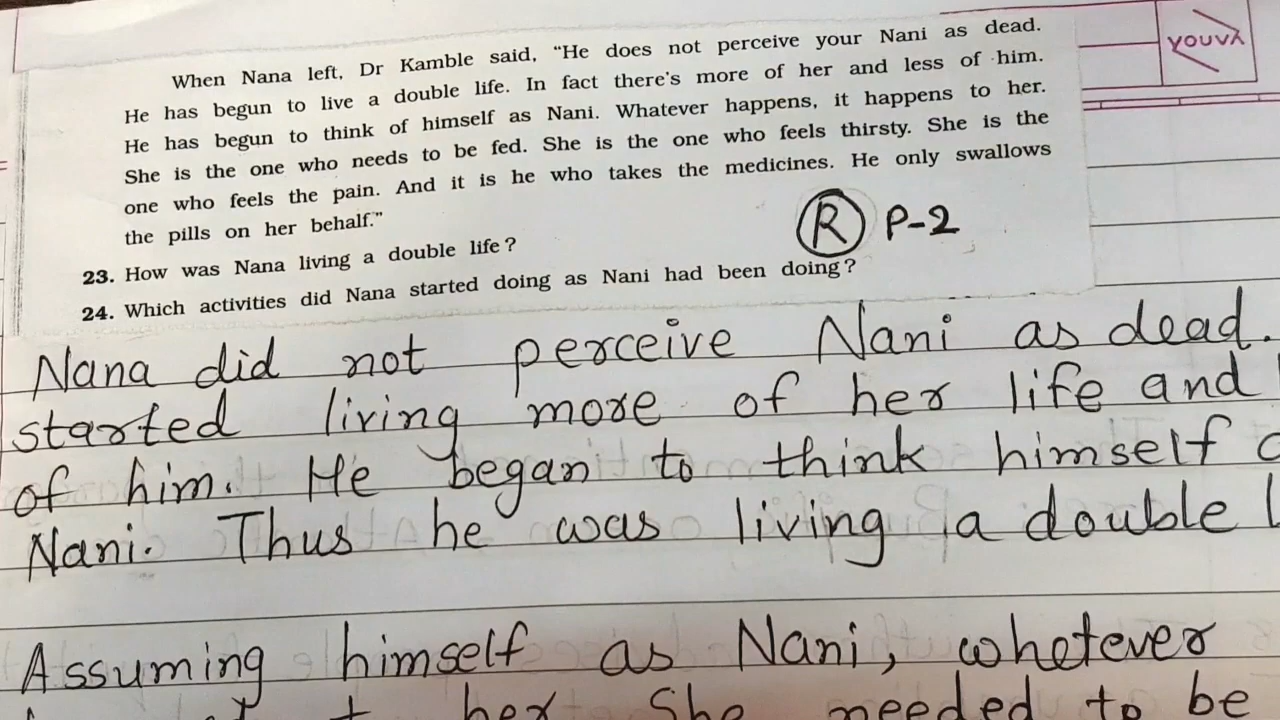 When Nana left, Dr Kamble said, "He does not perceive your Nani as dead.
He has begun to live a double life. In fact there's more of her and less of him.
He has begun to think of himself as Nani. Whatever happens, it happens to her.
She is the one who needs to be fed. She is the one who feels thirsty. She is the
one who feels the pain. And it is he who takes the medicines. He only swallows
the pills on her behalf."
R P-2
23. How was Nana living a double life?
24. Which activities did Nana started doing as Nani had been doing?
Nana did not perceive Nani as dead.
started living more of her life and
of him. He began to think himself
Nani. Thus he was living a double
Assuming himself as Nani, whetever
her. She needed to be